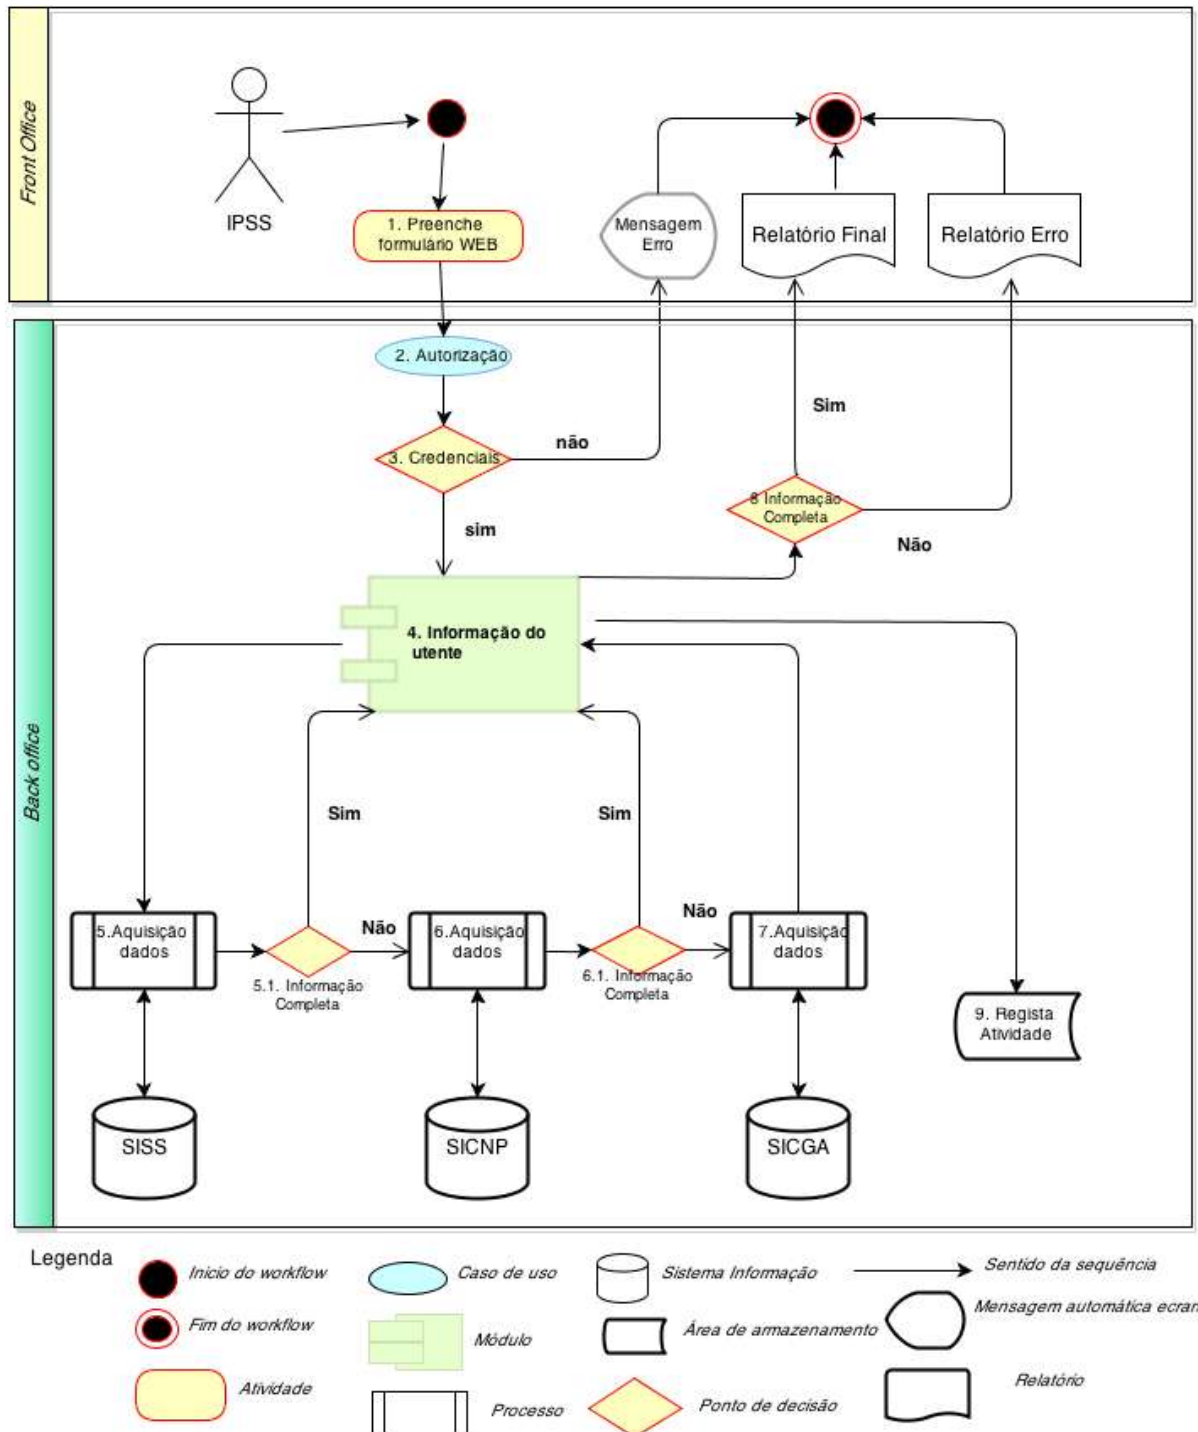 Front Office
IPSS
1. Preenche
formulário WEB
Mensagem
Erro
Relatório Final
Relatório Erro
Back office
2. Autorização
3. Credenciais
não
sim
Sim
8 Informação
Completa
Não
4. Informação do
utente
Sim
Sim
5.Aquisição
dados
Não
6.Aquisição
dados
Não
7.Aquisição
dados
5.1. Informação
Completa
6.1. Informação
Completa
9. Regista
Atividade
SISS
SICNP
SICGA
Legenda
Inicio do workflow
Caso de uso
Sistema Informação
Sentido da sequência
Fim do workflow
Módulo
Área de armazenamento
Mensagem automática ecran
Atividade
Processo
Ponto de decisão
Relatório